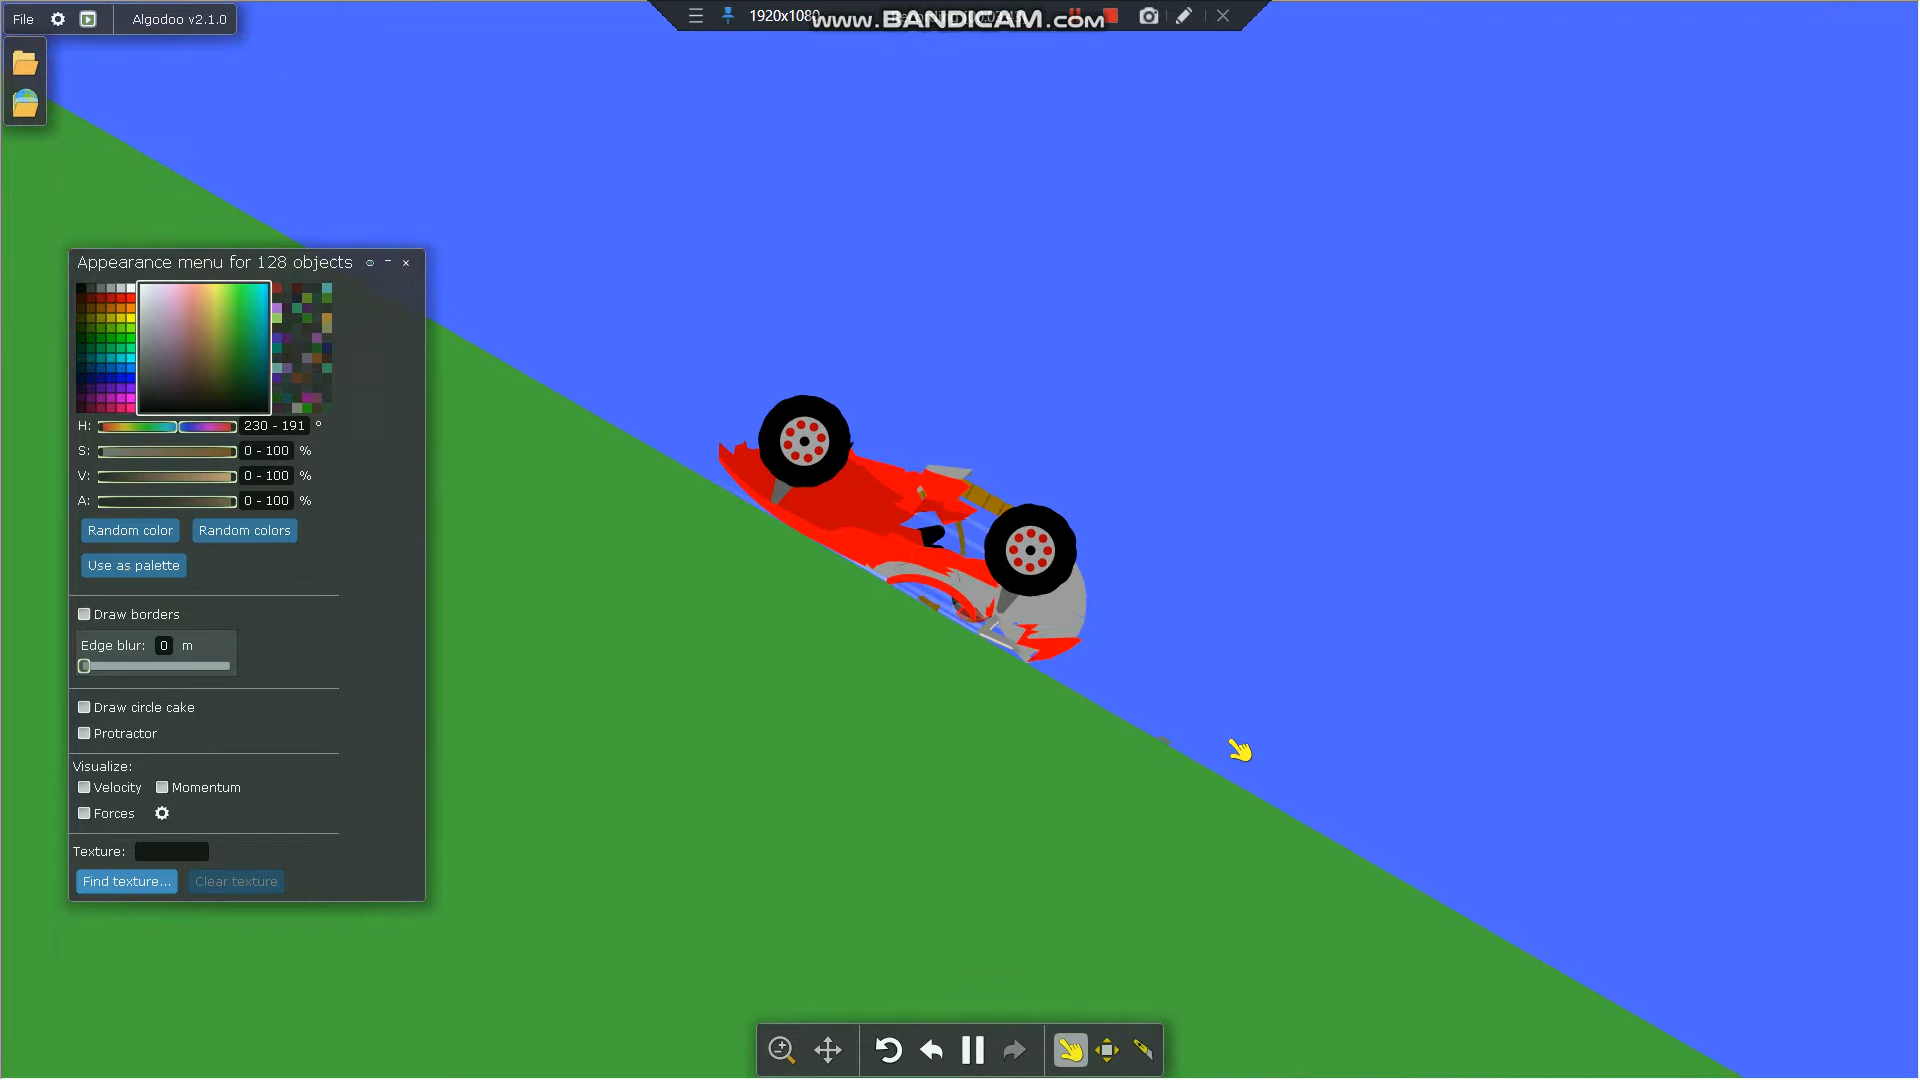 File
Algodoo v2.1.0
1920x1080
www.BANDICAM.com
Appearance menu for 128 objects
H: 230 - 191 °
S: 0 - 100 %
V: 0 - 100 %
A: 0 - 100 %
Random color Random colors
Use as palette
Draw borders
Edge blur: 0 m
Draw circle cake
Protractor
Visualize:
Velocity Momentum
Forces
Texture:
Find texture... Clear texture